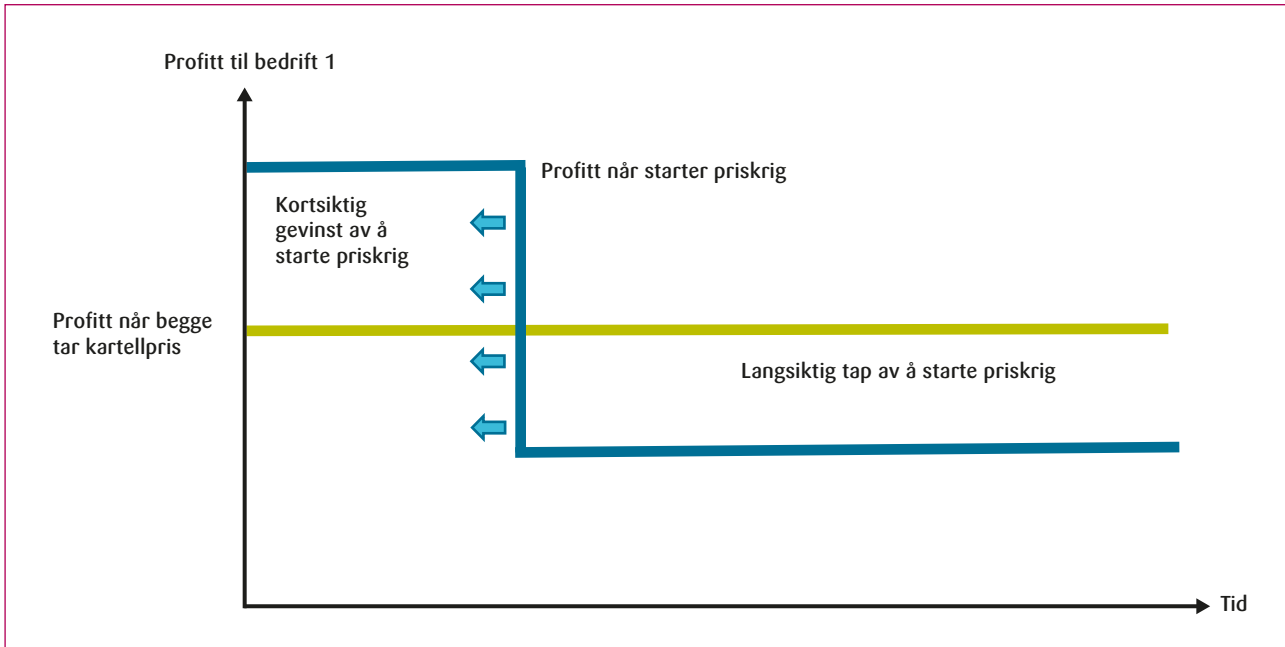 Profitt til bedrift 1
Profitt når starter priskrig
Kortsiktig
gevinst av å
starte priskrig
Profitt når begge
tar kartellpris
Langsiktig tap av å starte priskrig
Tid